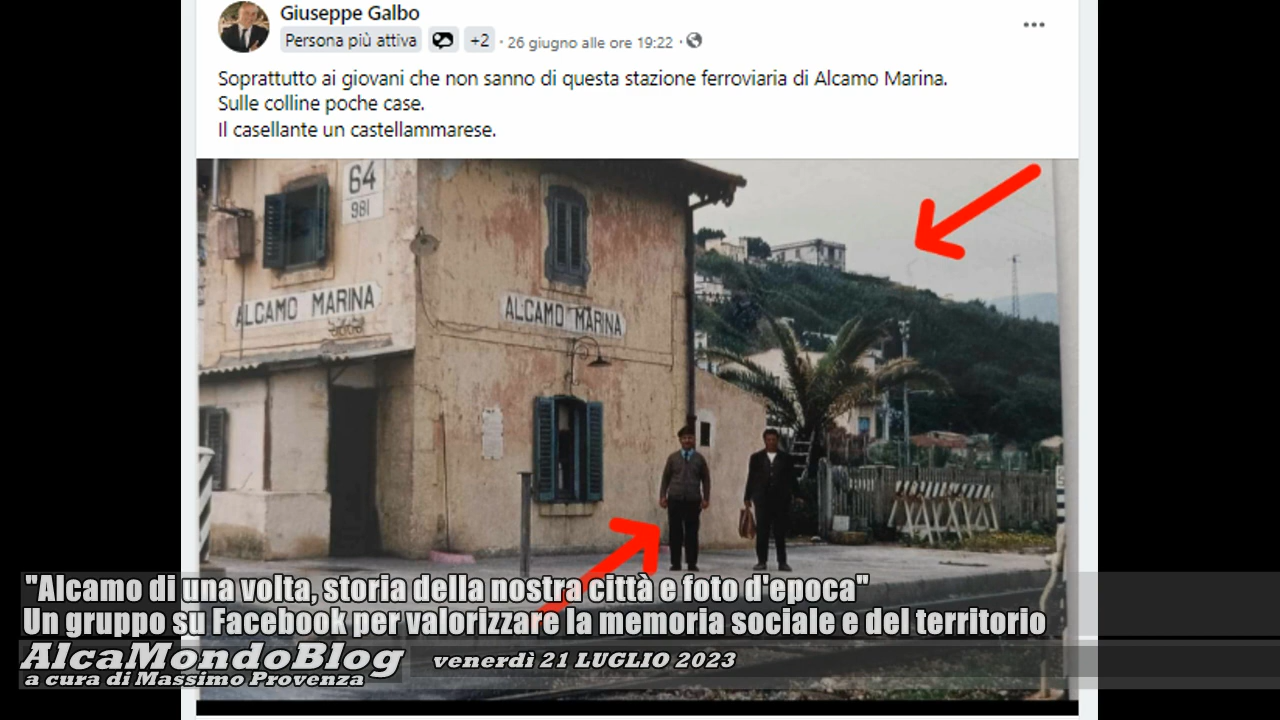 Giuseppe Galbo
Persona più attiva +2 · 26 giugno alle ore 19:22 ·
Soprattutto ai giovani che non sanno di questa stazione ferroviaria di Alcamo Marina.
Sulle colline poche case.
Il casellante un castellammarese.
64
981
ALCAMO MARINA
ALCAMO MARINA
"Alcamo di una volta, storia della nostra città e foto d'epoca"
Un gruppo su Facebook per valorizzare la memoria sociale e del territorio
AlcaMondoBlog venerdì 21 LUGLIO 2023
a cura di Massimo Provenza